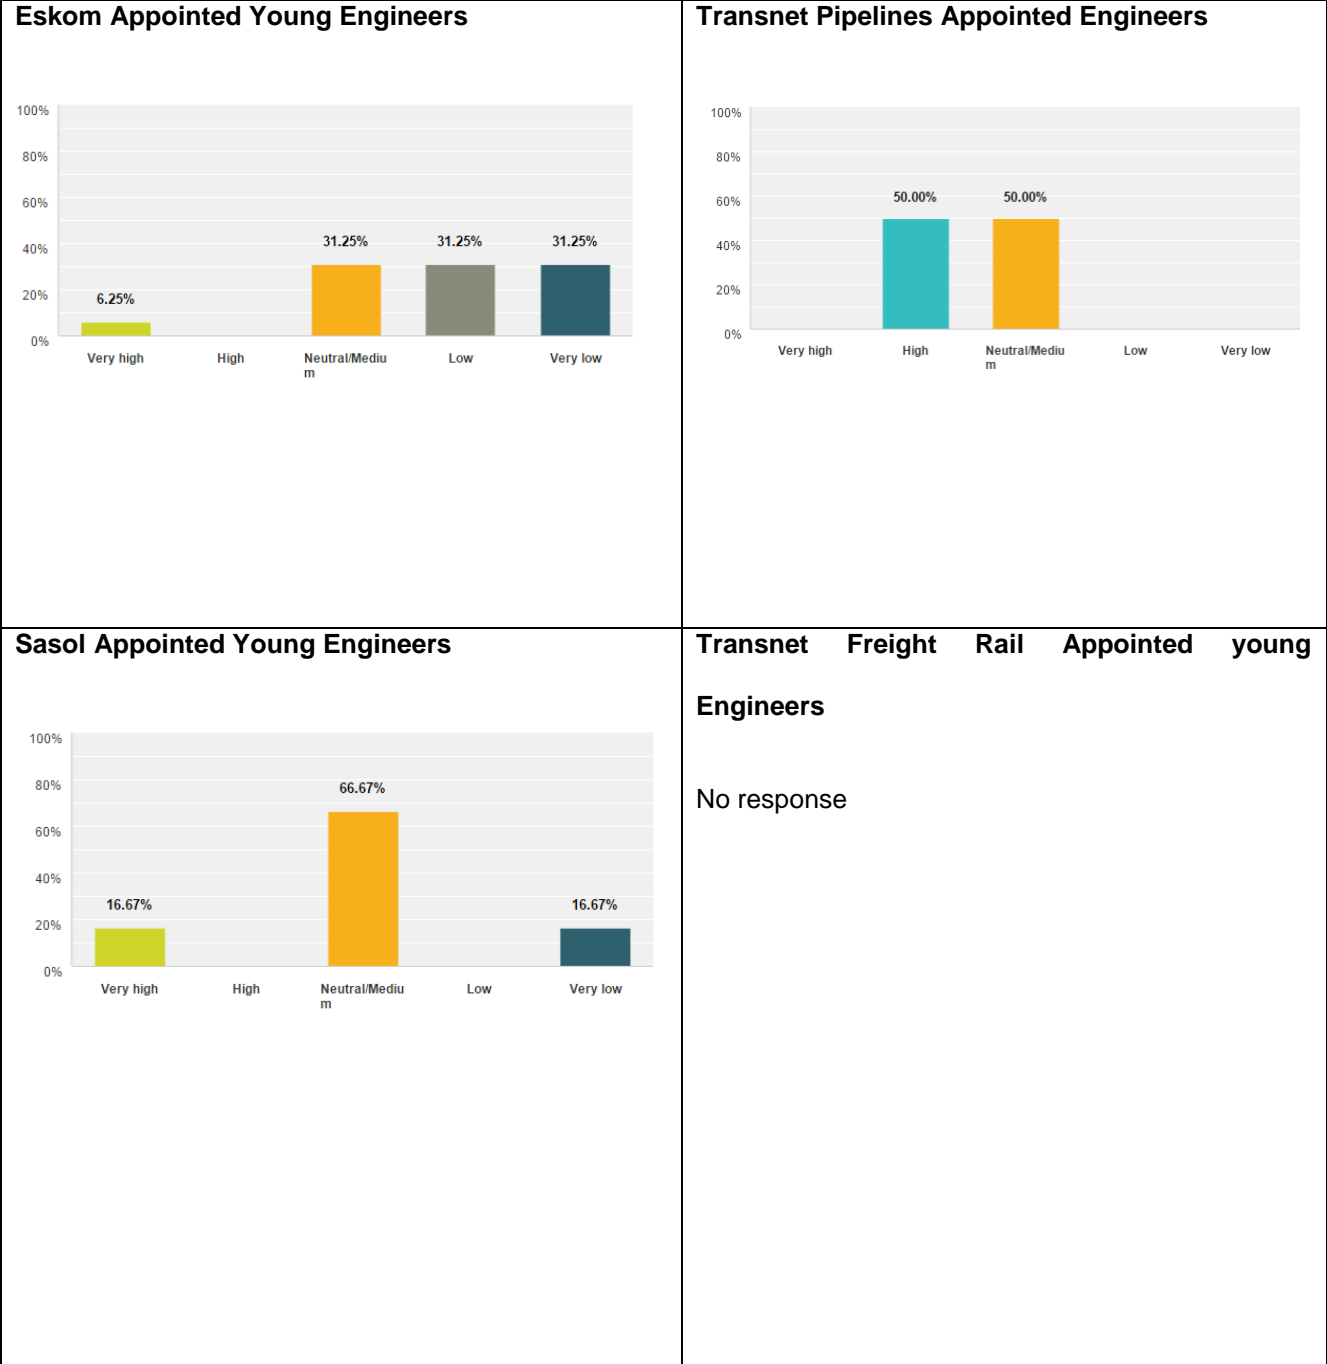 Eskom Appointed Young Engineers
100%
80%
60%
40%
20%
0%
6.25%
31.25%
31.25%
31.25%
Very high
High
Neutral/Mediu
m
Low
Very low
Transnet Pipelines Appointed Engineers
100%
80%
60%
40%
20%
0%
50.00%
50.00%
Very high
High
Neutral/Mediu
m
Low
Very low
Sasol Appointed Young Engineers
100%
80%
60%
40%
20%
0%
16.67%
66.67%
16.67%
Very high
High
Neutral/Mediu
m
Low
Very low
Transnet Freight Rail Appointed young
Engineers
No response